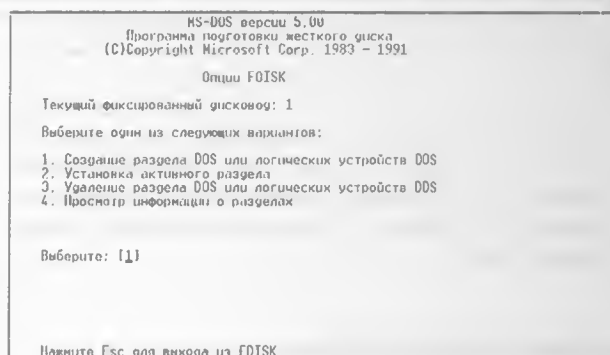 MS-DOS версии 5.00
Программа подготовки жесткого диска
(C)Copyright Microsoft Corp. 1983 - 1991
Опции FDISK
Текущий фиксированный дисковод: 1
Выберите один из следующих вариантов:
1. Создание раздела DOS или логических устройств DOS
2. Установка активного раздела
3. Удаление раздела DOS или логических устройств DOS
4. Просмотр информации о разделах
Выберите: [1]
Нажмите Esc для выхода из FDISK